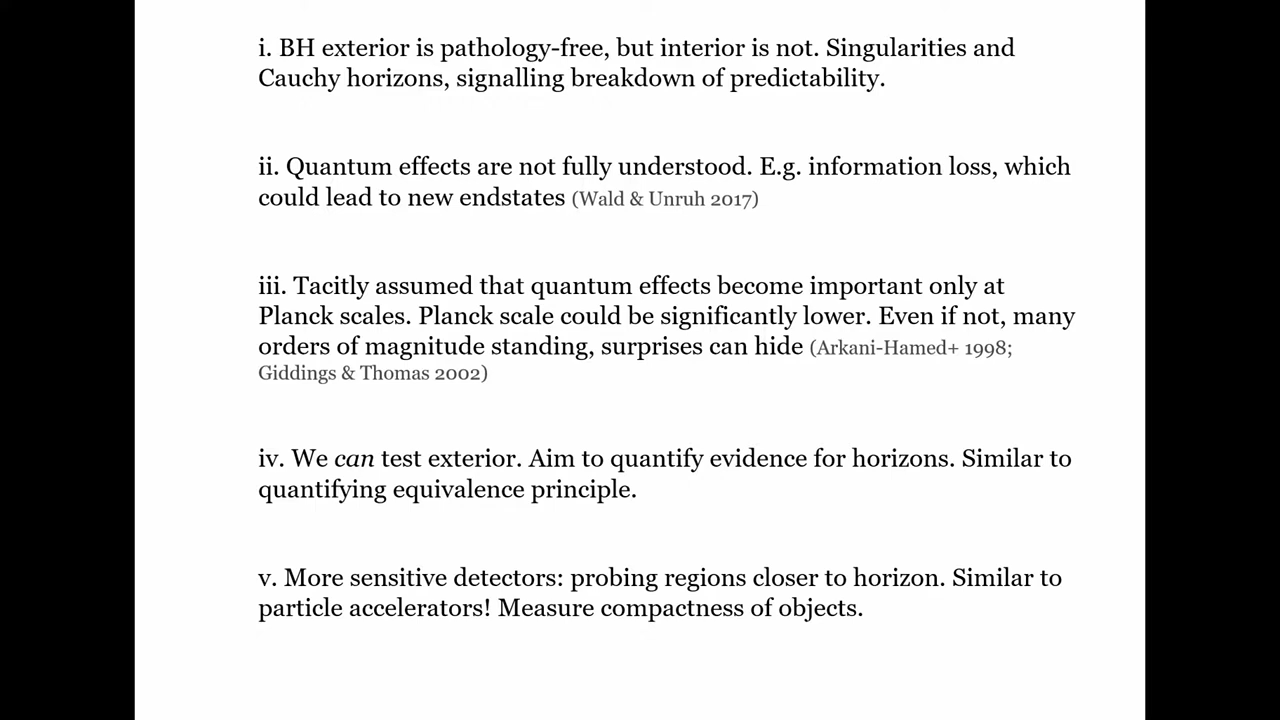 i. BH exterior is pathology-free, but interior is not. Singularities and
Cauchy horizons, signalling breakdown of predictability.
ii. Quantum effects are not fully understood. E.g. information loss, which
could lead to new endstates (Wald & Unruh 2017)
iii. Tacitly assumed that quantum effects become important only at
Planck scales. Planck scale could be significantly lower. Even if not, many
orders of magnitude standing, surprises can hide (Arkani-Hamed+ 1998;
Giddings & Thomas 2002)
iv. We can test exterior. Aim to quantify evidence for horizons. Similar to
quantifying equivalence principle.
v. More sensitive detectors: probing regions closer to horizon. Similar to
particle accelerators! Measure compactness of objects.